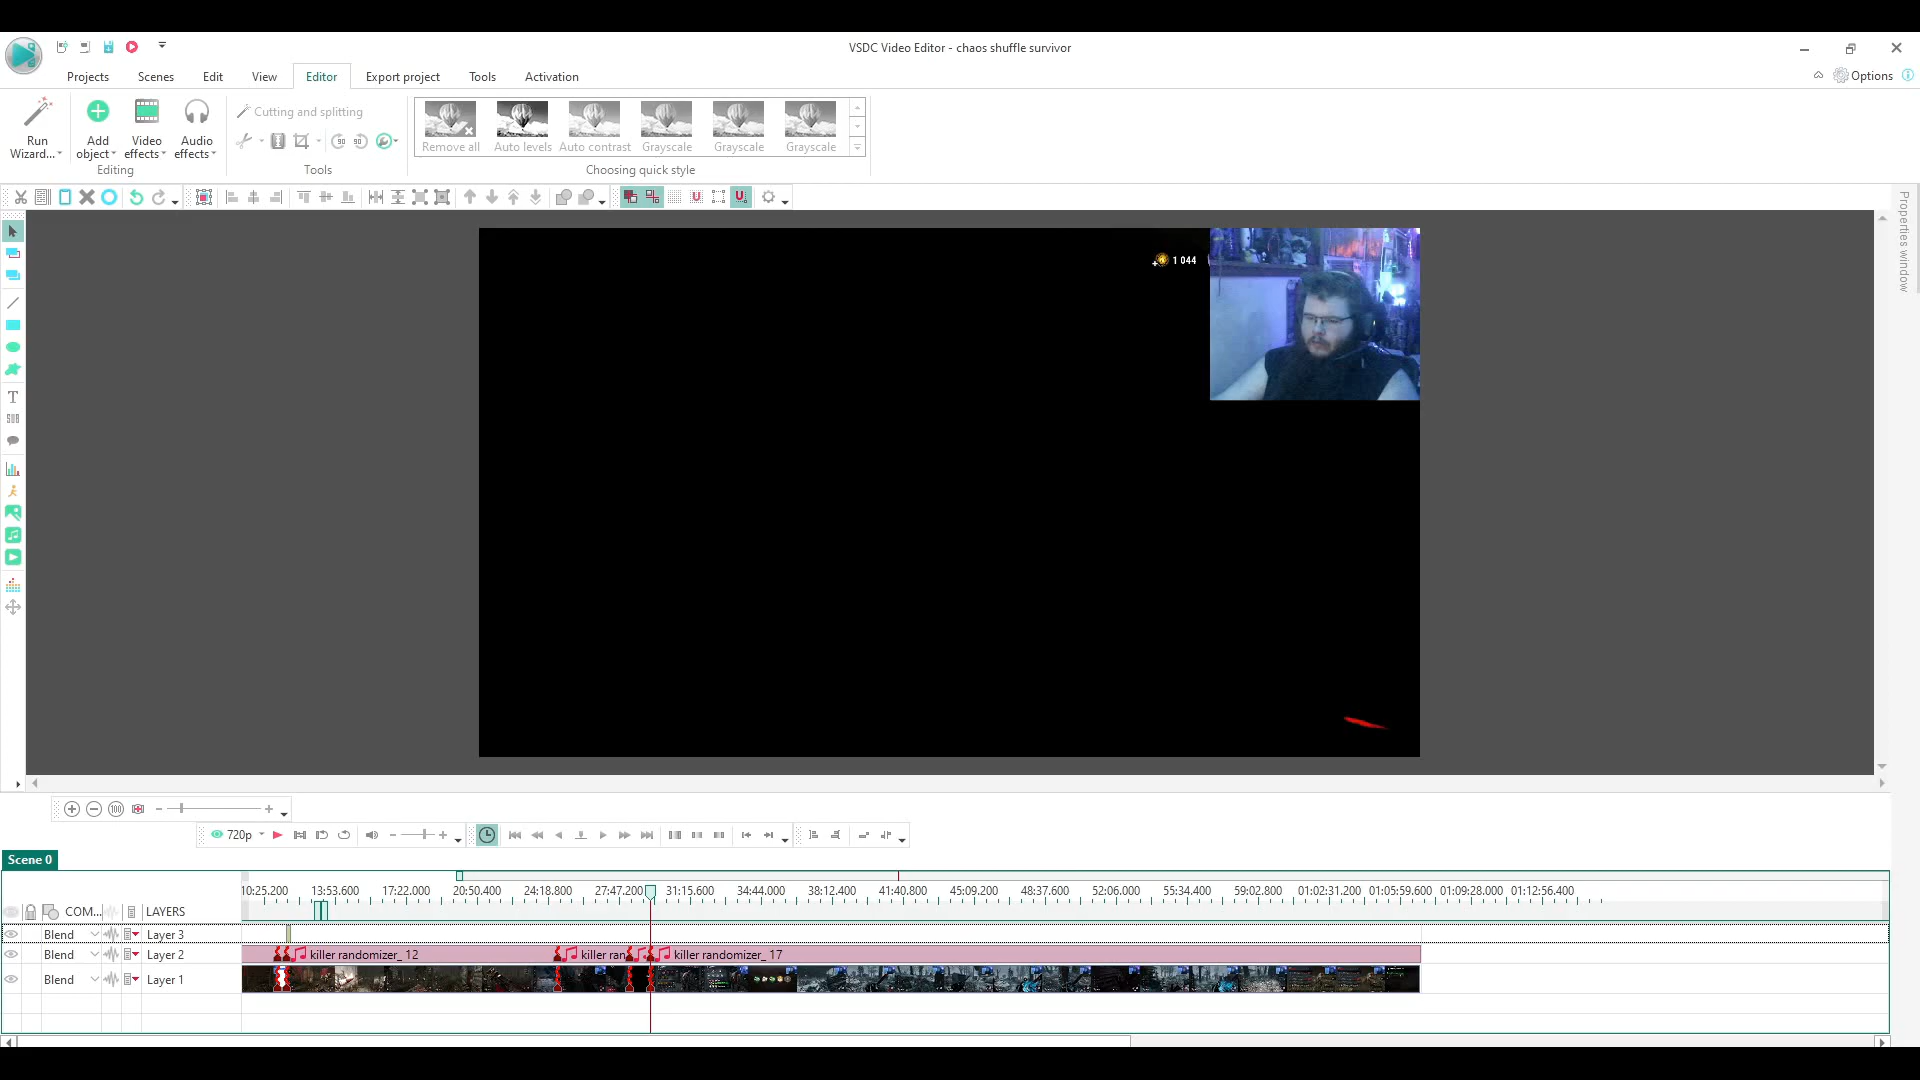 VSDC Video Editor - chaos shuffle survivor
Projects Scenes Edit View Editor Export project Tools Activation
Options
Run Wizard...
Add object
Video effects
Audio effects
Editing
Cutting and splitting
Tools
Remove all Auto levels Auto contrast Grayscale Grayscale Grayscale
Choosing quick style
Properties window
1 044
T
SUB
720p
Scene 0
10:25.200 13:53.600 17:22.000 20:50.400 24:18.800 27:47.200 31:15.600 34:44.000 38:12.400 41:40.800 45:09.200 48:37.600 52:06.000 55:34.400 59:02.800 01:02:31.200 01:05:59.600 01:09:28.000 01:12:56.400
COM... LAYERS
Blend Layer 3
Blend Layer 2 killer randomizer_ 12 killer ran killer randomizer_ 17
Blend Layer 1